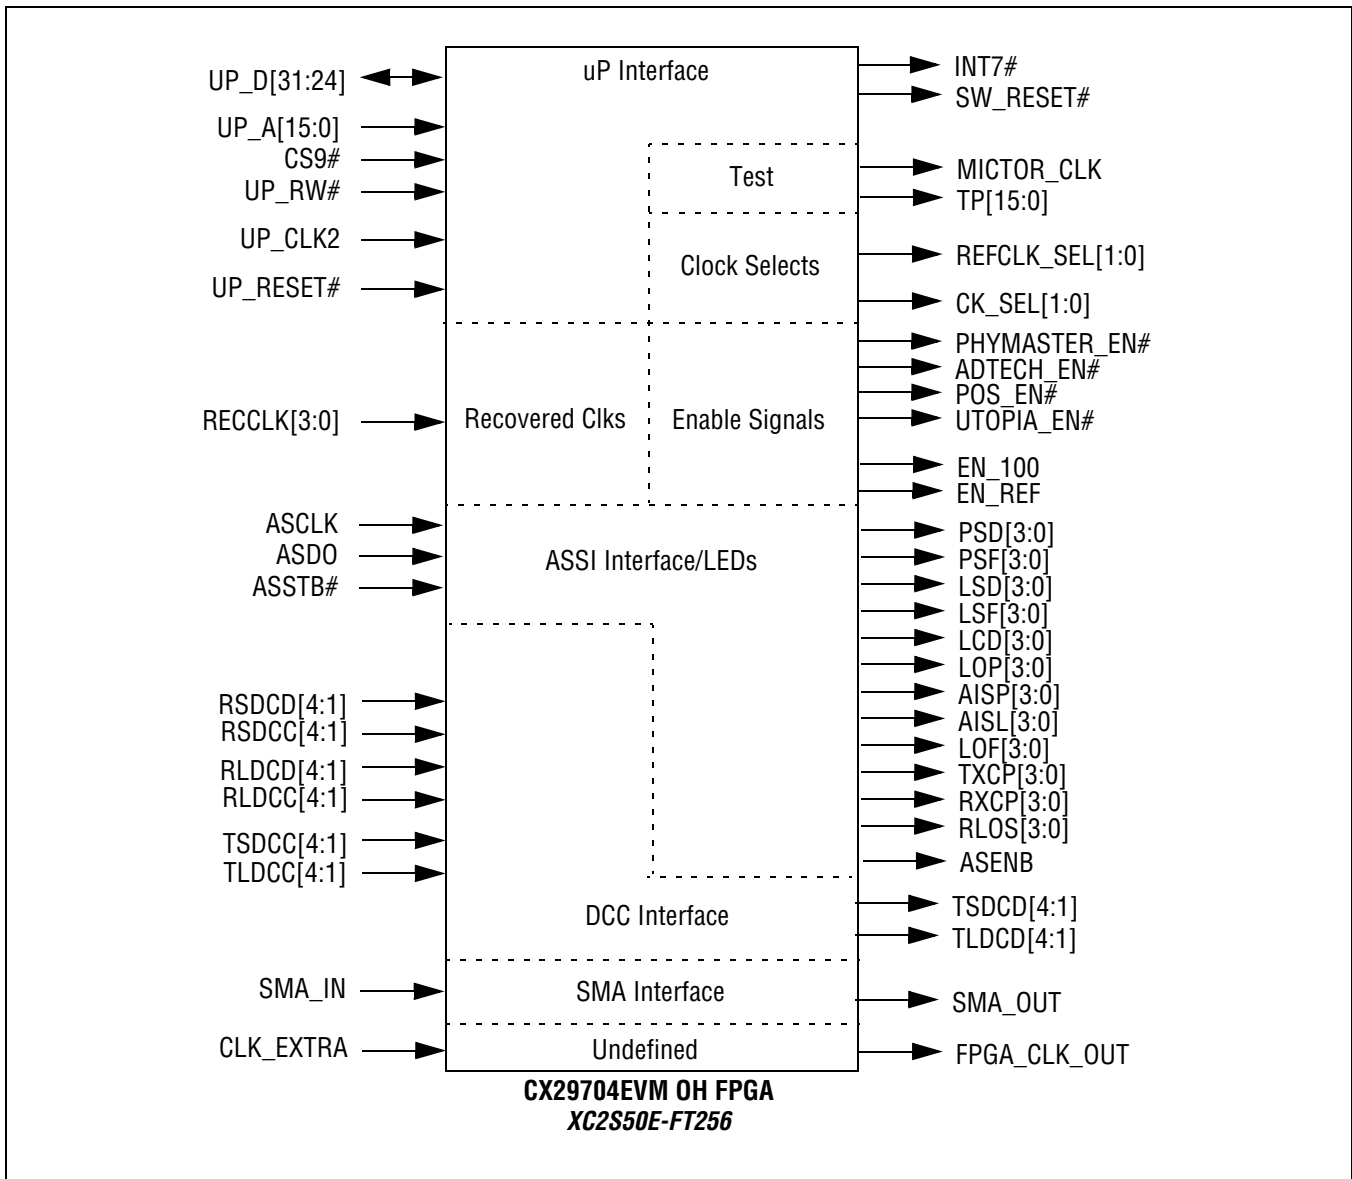 UP_D[31:24]
UP_A[15:0]
CS9#
UP_RW#
UP_CLK2
UP_RESET#
RECCLK[3:0]
ASCLK
ASDO
ASSTB#
RSDCD[4:1]
RSDCC[4:1]
RLDCD[4:1]
RLDCC[4:1]
TSDCC[4:1]
TLDCC[4:1]
SMA_IN
CLK_EXTRA
uP Interface
Test
Clock Selects
Recovered Clks
Enable Signals
ASSI Interface/LEDs
DCC Interface
SMA Interface
Undefined
INT7#
SW_RESET#
MICTOR_CLK
TP[15:0]
REFCLK_SEL[1:0]
CK_SEL[1:0]
PHYMASTER_EN#
ADTECH_EN#
POS_EN#
UTOPIA_EN#
EN_100
EN_REF
PSD[3:0]
PSF[3:0]
LSD[3:0]
LSF[3:0]
LCD[3:0]
LOP[3:0]
AISP[3:0]
AISL[3:0]
LOF[3:0]
TXCP[3:0]
RXCP[3:0]
RLOS[3:0]
ASENB
TSDCD[4:1]
TLDCD[4:1]
SMA_OUT
FPGA_CLK_OUT
CX29704EVM OH FPGA
XC2S50E-FT256